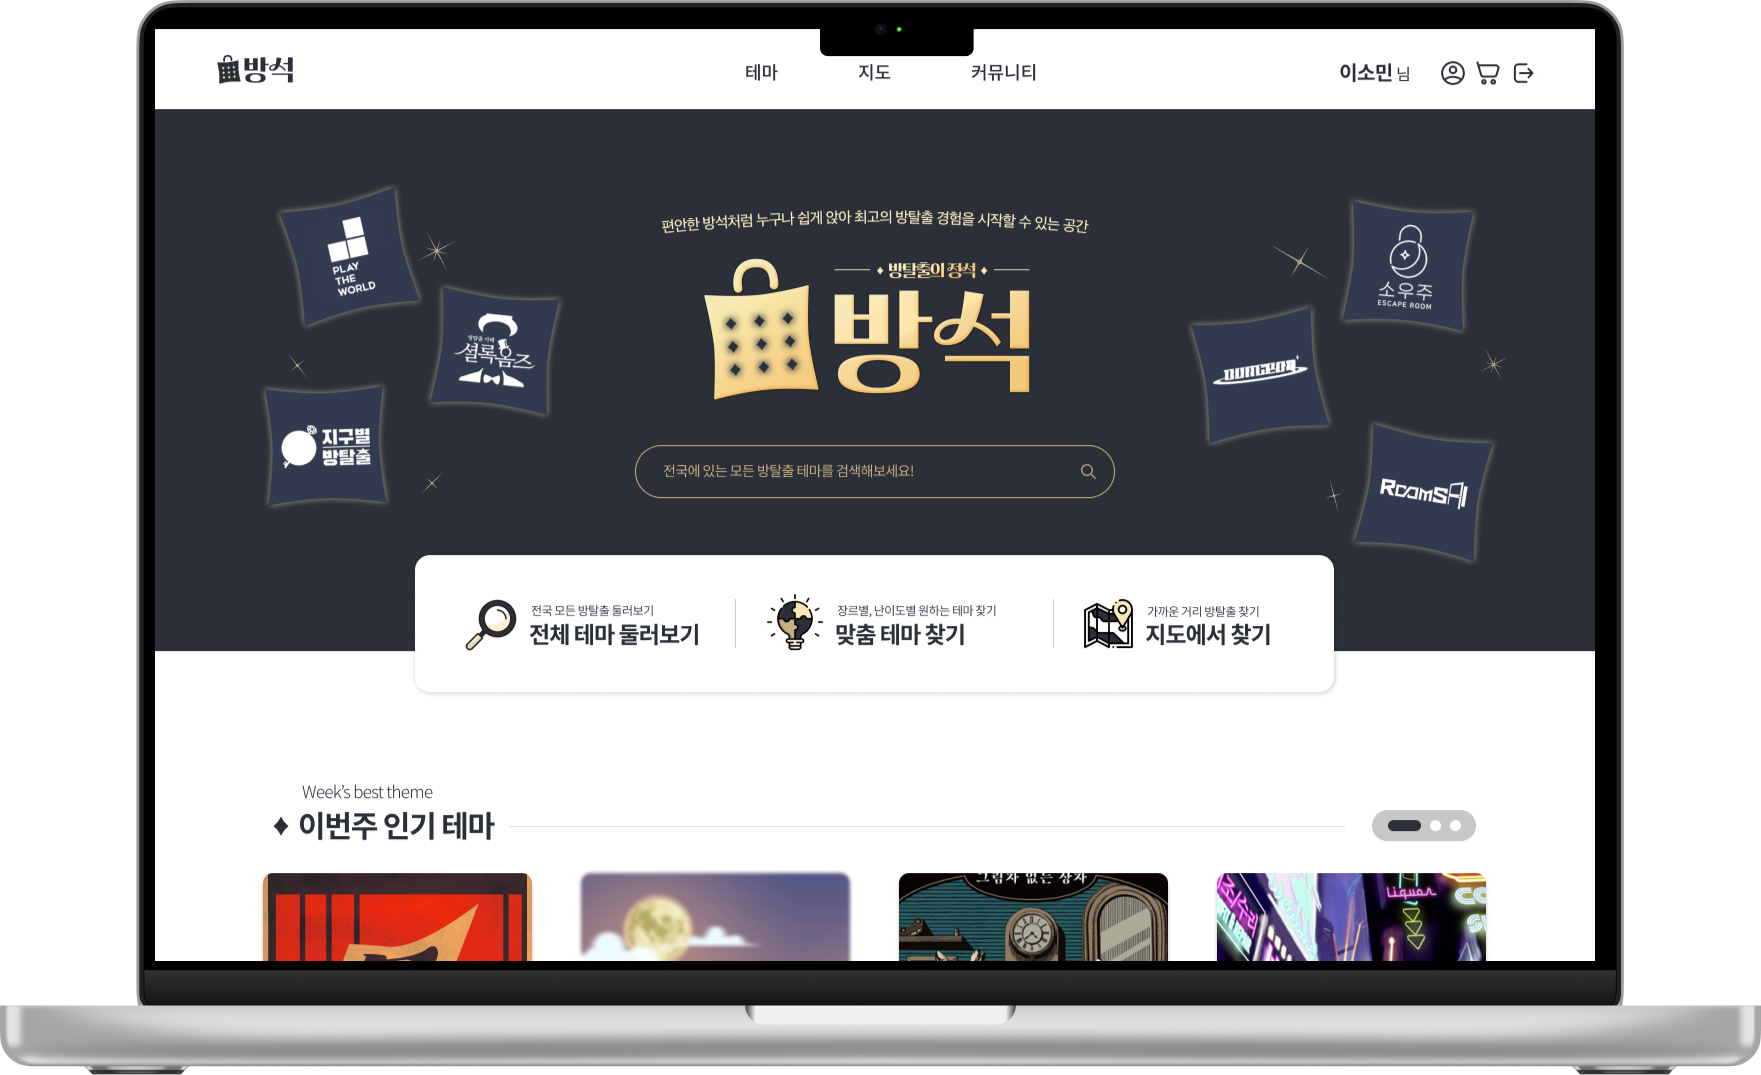 방석
테마
지도
커뮤니티
이소민 님
편안한 방석처럼 누구나 쉽게 앉아 최고의 방탈출 경험을 시작할 수 있는 공간
방탈출의 정석
방석
전국에 있는 모든 방탈출 테마를 검색해보세요!
PLAY
THE
WORLD
방탈출 카페
셜록홈즈
지구별
방탈출
소우주
ESCAPE ROOM
ROOMSAI
전국 모든 방탈출 둘러보기
전체 테마 둘러보기
장르별, 난이도별 원하는 테마 찾기
맞춤 테마 찾기
가까운 거리 방탈출 찾기
지도에서 찾기
Week's best theme
이번주 인기 테마
그림자 없는 상자
Liquor